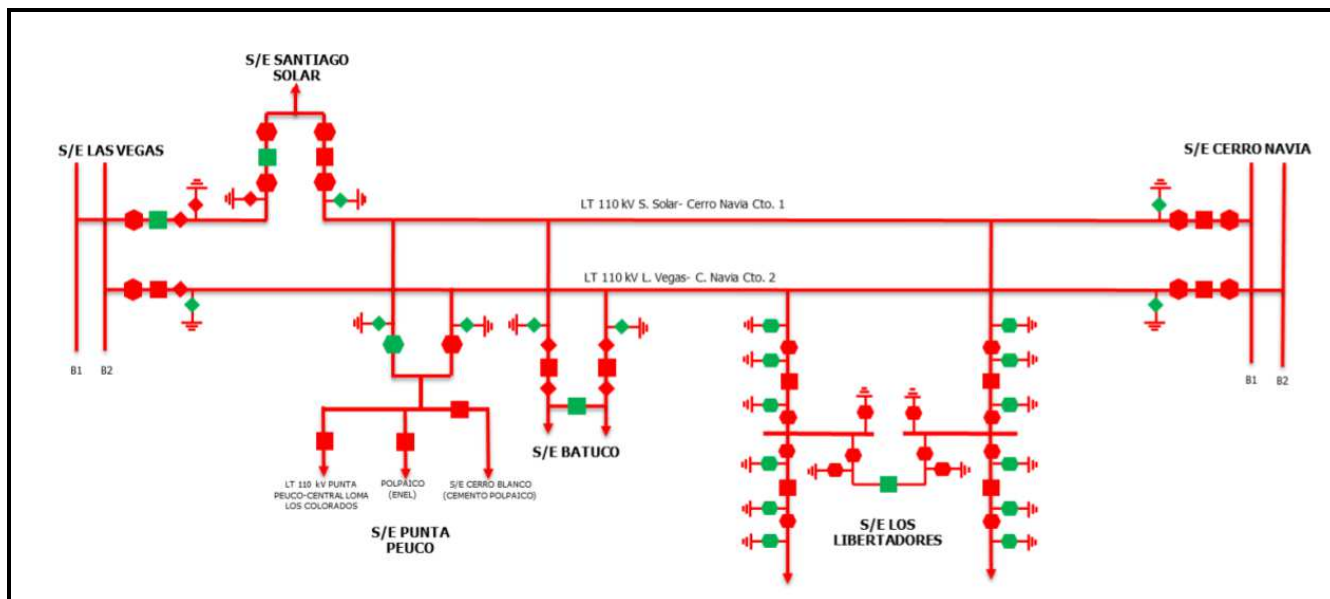 S/E SANTIAGO
SOLAR
S/E LAS VEGAS
S/E CERRO NAVIA
LT 110 kV S. Solar- Cerro Navia Cto. 1
LT 110 kV L. Vegas- C. Navia Cto. 2
B1
B2
B1
B2
S/E BATUCO
LT 110 kV PUNTA
PEUCO-CENTRAL LOMA
LOS COLORADOS
POLPAICO
(ENEL)
S/E CERRO BLANCO
(CEMENTO POLPAICO)
S/E PUNTA
PEUCO
S/E LOS
LIBERTADORES